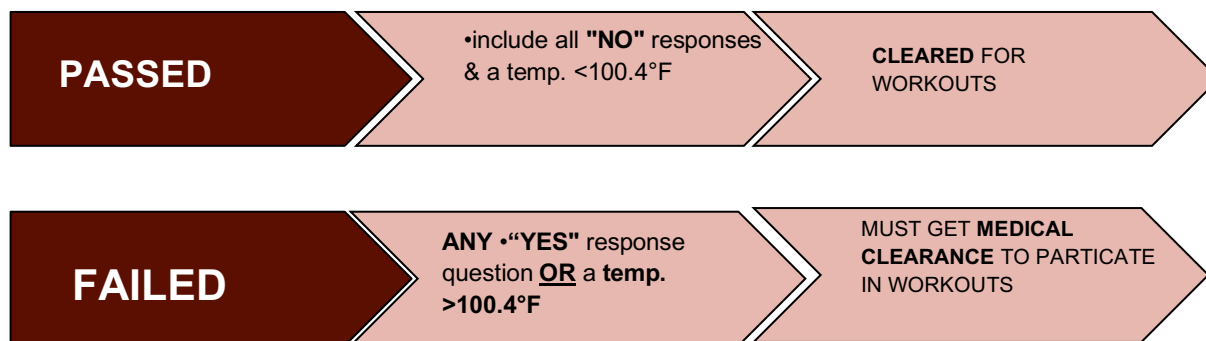 PASSED
•include all "NO" responses
& a temp. <100.4°F
CLEARED FOR
WORKOUTS
FAILED
ANY •“YES" response
question OR a temp.
>100.4°F
MUST GET MEDICAL
CLEARANCE TO PARTICATE
IN WORKOUTS